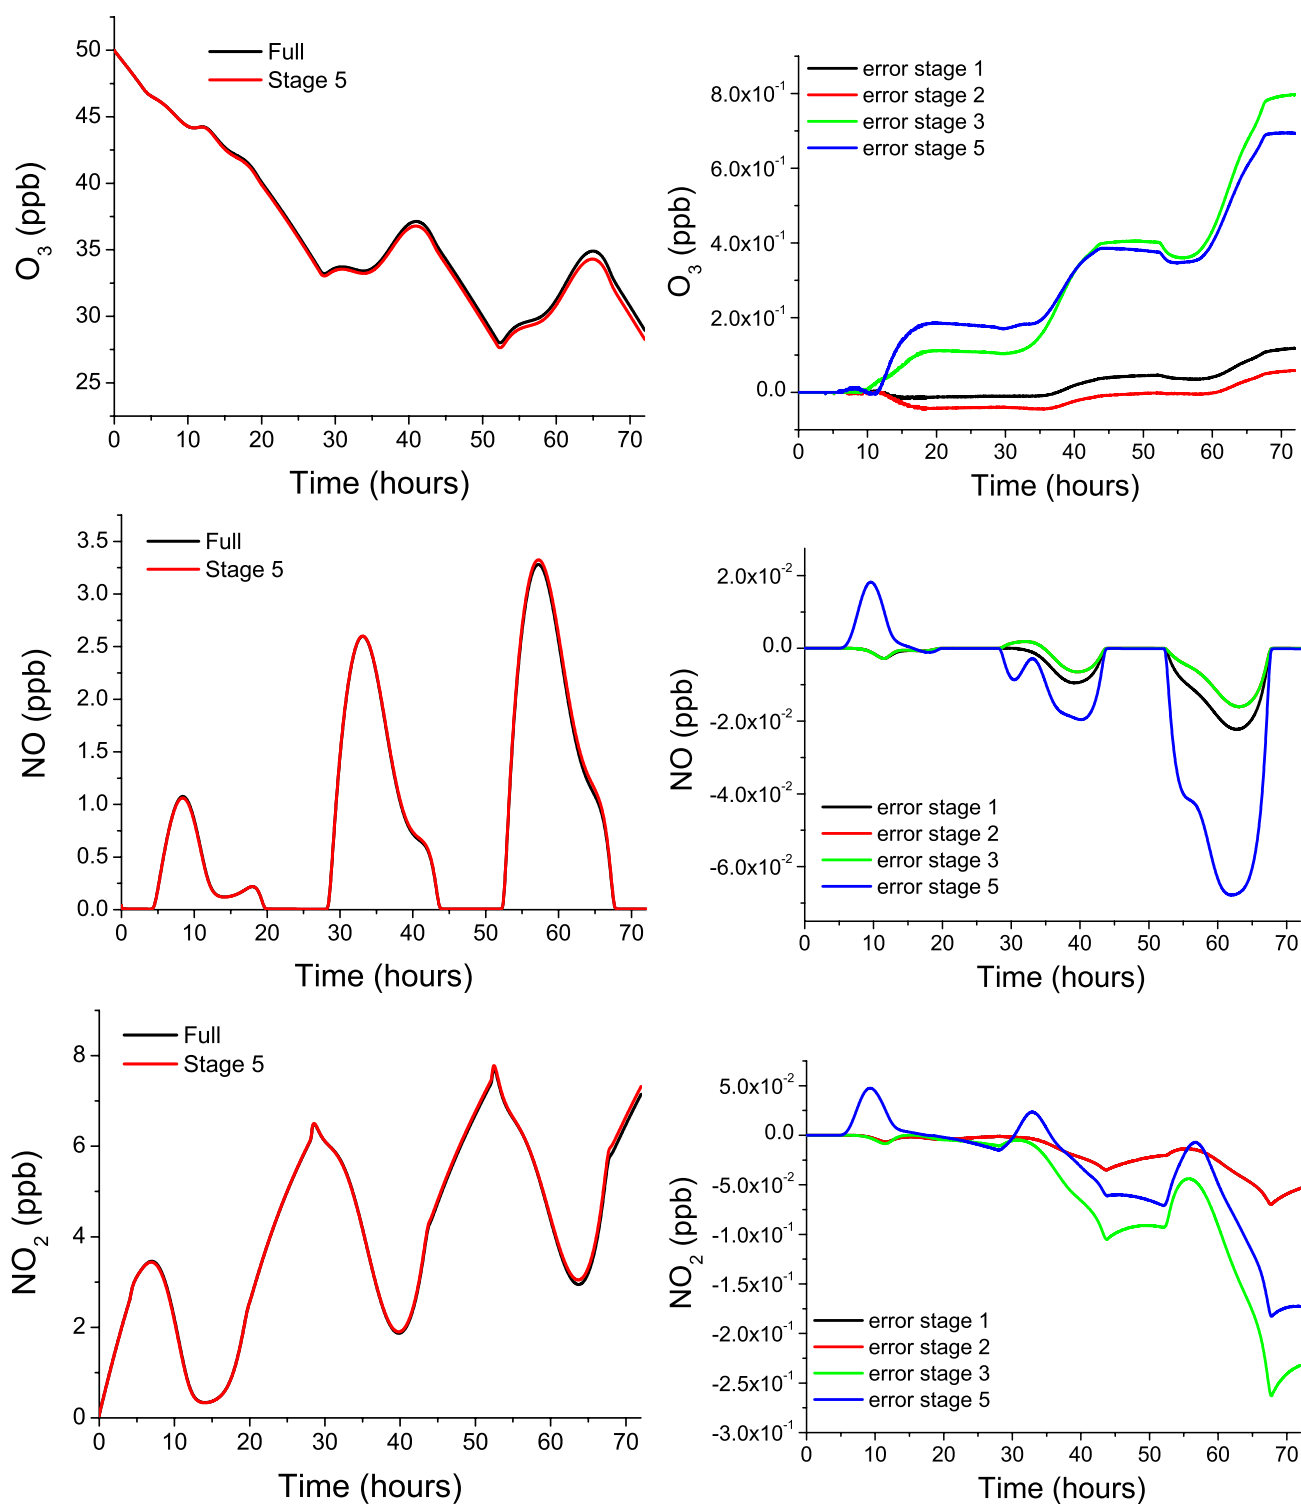 Full
Stage 5
50
45
40
35
30
25
O3 (ppb)
0 10 20 30 40 50 60 70
Time (hours)
error stage 1
error stage 2
error stage 3
error stage 5
8.0x10-1
6.0x10-1
4.0x10-1
2.0x10-1
0.0
O3 (ppb)
0 10 20 30 40 50 60 70
Time (hours)
Full
Stage 5
3.5
3.0
2.5
2.0
1.5
1.0
0.5
0.0
NO (ppb)
0 10 20 30 40 50 60 70
Time (hours)
2.0x10-2
0.0
-2.0x10-2
-4.0x10-2
-6.0x10-2
NO (ppb)
error stage 1
error stage 2
error stage 3
error stage 5
0 10 20 30 40 50 60 70
Time (hours)
Full
Stage 5
8
6
4
2
0
NO2 (ppb)
0 10 20 30 40 50 60 70
Time (hours)
5.0x10-2
0.0
-5.0x10-2
-1.0x10-1
-1.5x10-1
-2.0x10-1
-2.5x10-1
-3.0x10-1
NO2 (ppb)
error stage 1
error stage 2
error stage 3
error stage 5
0 10 20 30 40 50 60 70
Time (hours)